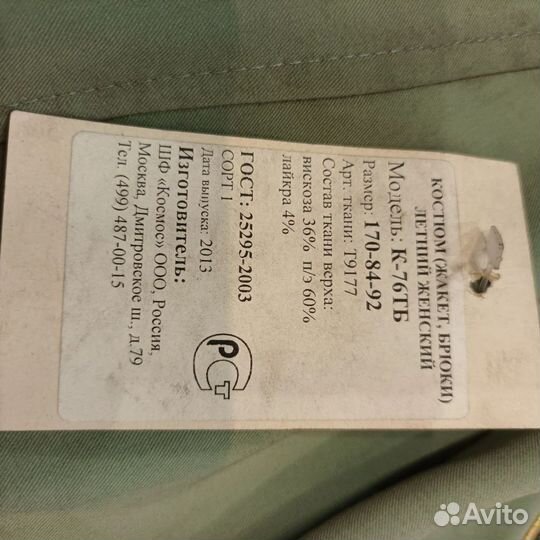 КОСТЮМ (ЖАКЕТ, БРЮКИ)
ЛЕТНИЙ ЖЕНСКИЙ
Модель: К-76ТБ
Размер: 170-84-92
Арт. ткани: Т9177
Состав ткани верха:
вискоза 36% п/э 60%
лайкра 4%
ГОСТ: 25295-2003
СОРТ 1
Дата выпуска: 2013
Изготовитель:
ШФ «Космос» ООО, Россия,
Москва, Дмитровское ш., д.79
Тел. (499) 487-00-15
РСТ
Avito